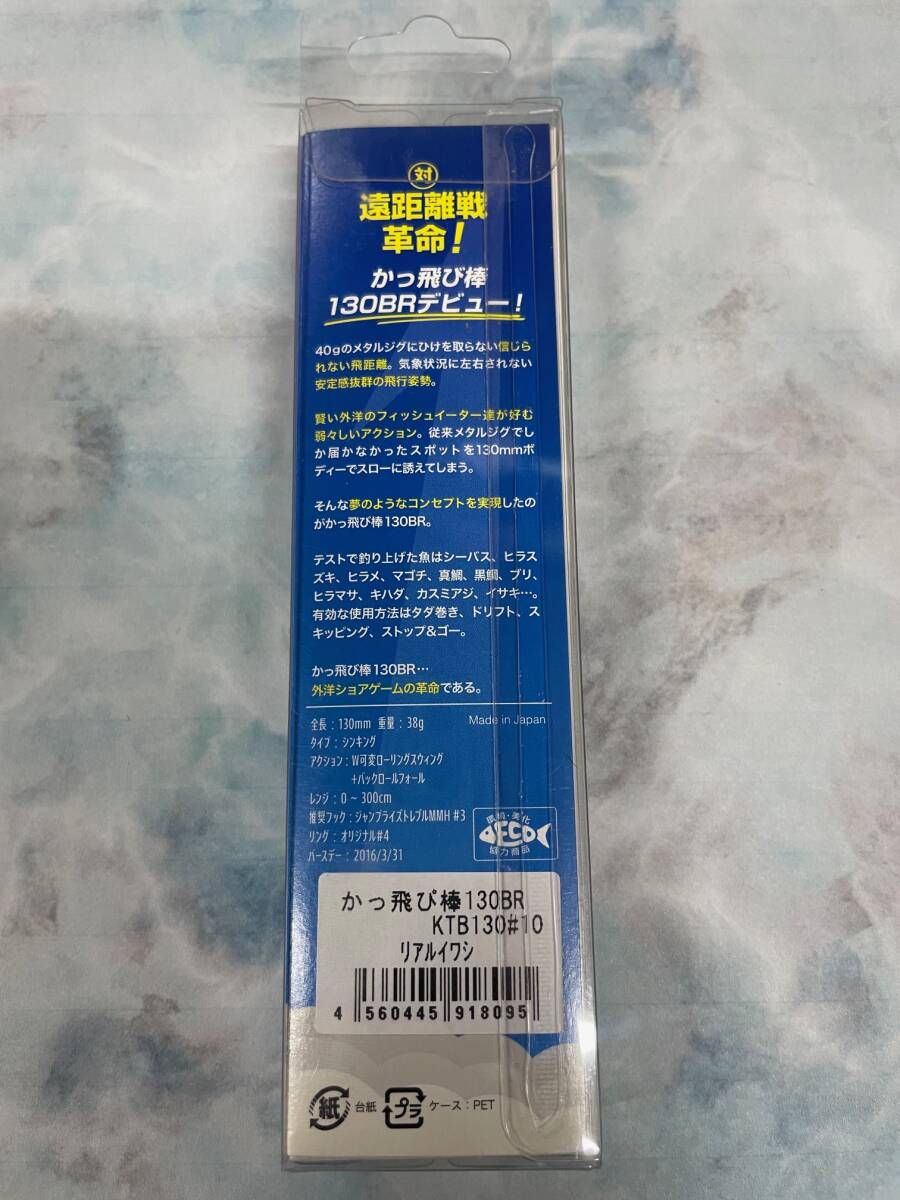 対
遠距離戦
革命!
かっ飛び棒
130BRデビュー!
40gのメタルジグにひけを取らない信じら
れない飛距離。気象状況に左右されない
安定感抜群の飛行姿勢。
賢い外洋のフィッシュイーター達が好む
弱々しいアクション。従来メタルジグでし
か届かなかったスポットを130mmボ
ディーでスローに誘えてしまう。
そんな夢のようなコンセプトを実現したの
がかっ飛び棒130BR。
テストで釣り上げた魚はシーバス、ヒラス
ズキ、ヒラメ、マゴチ、真鯛、黒鯛、ブリ、
ヒラマサ、キハダ、カスミアジ、イサキ…。
有効な使用方法はタダ巻き、ドリフト、ス
キッピング、ストップ&ゴー。
かっ飛び棒130BR…
外洋ショアゲームの革命である。
全長:130mm 重量:38g Made in Japan
タイプ:シンキング
アクション:W可変ローリングスウィング
+バックロールフォール
レンジ:0～300cm
推奨フック:ジャンプライズトレブルMMH #3
リング:オリジナル#4
バースデー:2016/3/31
環境・美化
ECO
協力商品
かっ飛び棒130BR
KTB130#10
リアルイワシ
4 560445 918095
紙 台紙 プラ ケース:PET